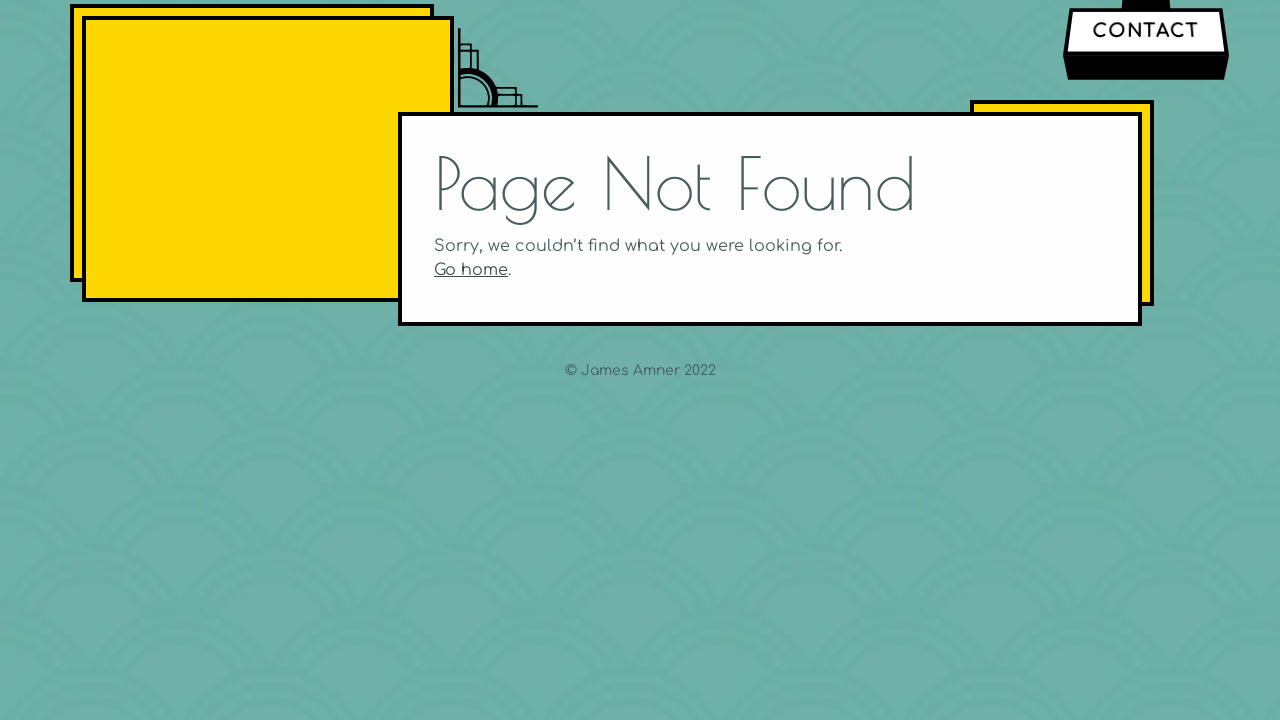 CONTACT
Page Not Found
Sorry, we couldn’t find what you were looking for.
Go home.
© James Amner 2022